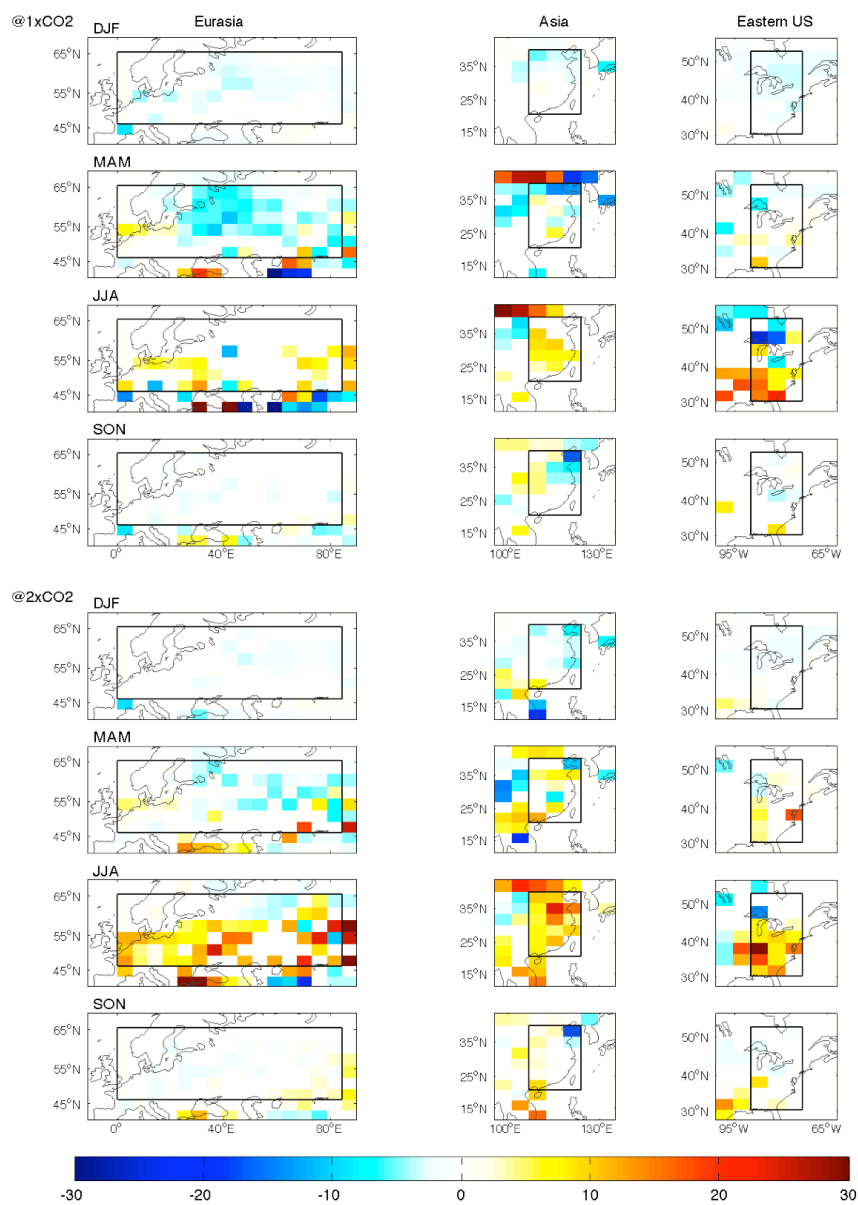 @1xCO2 Eurasia Asia Eastern US
DJF
65°N
55°N
45°N
35°N
25°N
15°N
50°N
40°N
30°N
MAM
65°N
55°N
45°N
35°N
25°N
15°N
50°N
40°N
30°N
JJA
65°N
55°N
45°N
35°N
25°N
15°N
50°N
40°N
30°N
SON
65°N
55°N
45°N
35°N
25°N
15°N
50°N
40°N
30°N
0° 40°E 80°E 100°E 130°E 95°W 65°W
@2xCO2
DJF
65°N
55°N
45°N
35°N
25°N
15°N
50°N
40°N
30°N
MAM
65°N
55°N
45°N
35°N
25°N
15°N
50°N
40°N
30°N
JJA
65°N
55°N
45°N
35°N
25°N
15°N
50°N
40°N
30°N
SON
65°N
55°N
45°N
35°N
25°N
15°N
50°N
40°N
30°N
0° 40°E 80°E 100°E 130°E 95°W 65°W
-30 -20 -10 0 10 20 30